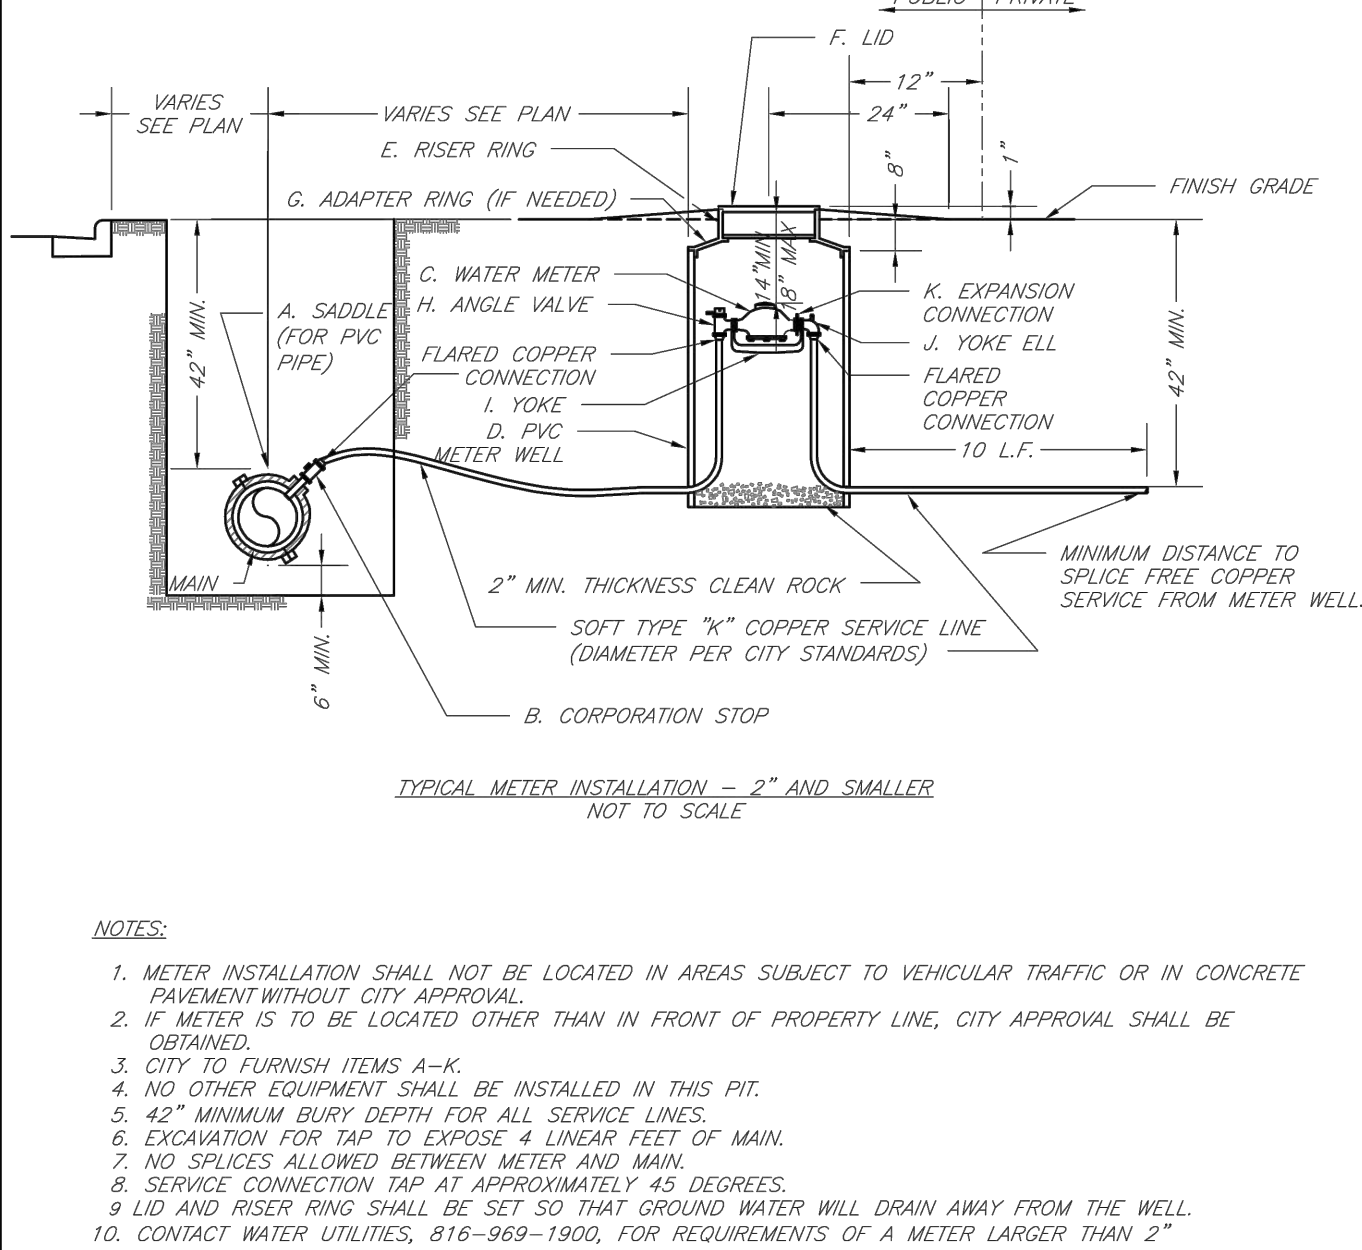 PUBLIC PRIVATE
F. LID
12"
VARIES
SEE PLAN
VARIES SEE PLAN
24"
E. RISER RING
8"
1"
G. ADAPTER RING (IF NEEDED)
FINISH GRADE
14"MIN
18" MAX
C. WATER METER
H. ANGLE VALVE
K. EXPANSION
CONNECTION
42" MIN.
A. SADDLE
(FOR PVC
PIPE)
J. YOKE ELL
42" MIN.
FLARED COPPER
CONNECTION
FLARED
COPPER
CONNECTION
I. YOKE
D. PVC
METER WELL
10 L.F.
MAIN
2" MIN. THICKNESS CLEAN ROCK
MINIMUM DISTANCE TO
SPLICE FREE COPPER
SERVICE FROM METER WELL.
6" MIN.
SOFT TYPE "K" COPPER SERVICE LINE
(DIAMETER PER CITY STANDARDS)
B. CORPORATION STOP
TYPICAL METER INSTALLATION – 2" AND SMALLER
NOT TO SCALE
NOTES:
1. METER INSTALLATION SHALL NOT BE LOCATED IN AREAS SUBJECT TO VEHICULAR TRAFFIC OR IN CONCRETE
PAVEMENT WITHOUT CITY APPROVAL.
2. IF METER IS TO BE LOCATED OTHER THAN IN FRONT OF PROPERTY LINE, CITY APPROVAL SHALL BE
OBTAINED.
3. CITY TO FURNISH ITEMS A–K.
4. NO OTHER EQUIPMENT SHALL BE INSTALLED IN THIS PIT.
5. 42" MINIMUM BURY DEPTH FOR ALL SERVICE LINES.
6. EXCAVATION FOR TAP TO EXPOSE 4 LINEAR FEET OF MAIN.
7. NO SPLICES ALLOWED BETWEEN METER AND MAIN.
8. SERVICE CONNECTION TAP AT APPROXIMATELY 45 DEGREES.
9 LID AND RISER RING SHALL BE SET SO THAT GROUND WATER WILL DRAIN AWAY FROM THE WELL.
10. CONTACT WATER UTILITIES, 816–969–1900, FOR REQUIREMENTS OF A METER LARGER THAN 2"